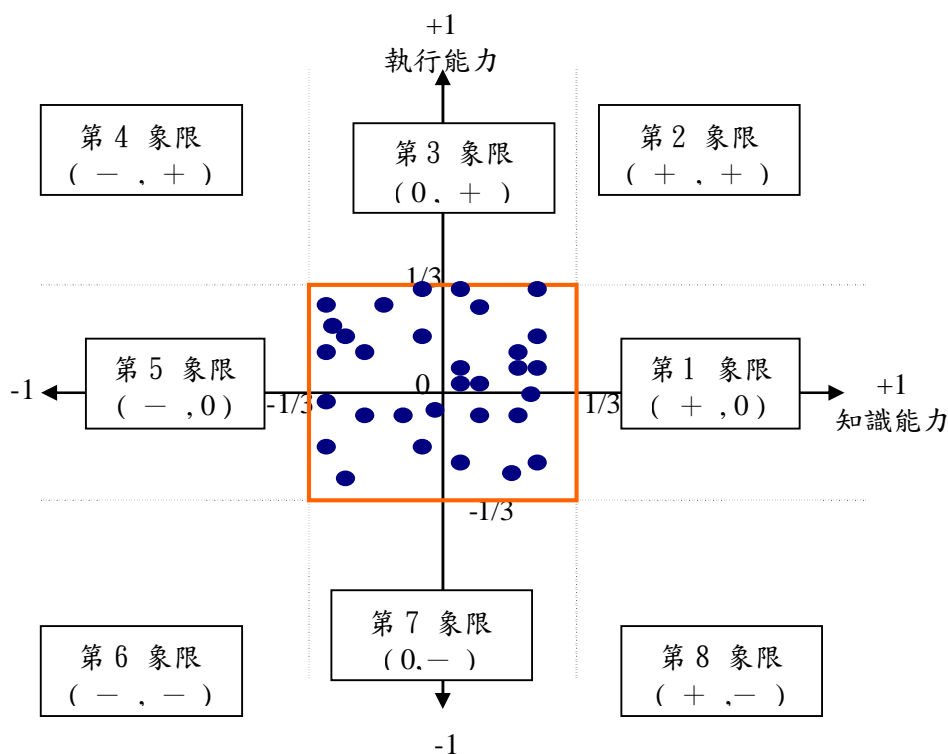 +1
執行能力
第 4 象限
( － , ＋ )
第 3 象限
(0, ＋ )
第 2 象限
( ＋ , ＋ )
1/3
第 5 象限
( － ,0)
-1
-1/3
0
1/3
第 1 象限
( ＋ ,0)
+1
知識能力
-1/3
第 6 象限
( － , － )
第 7 象限
(0,－ )
第 8 象限
( ＋ ,－ )
-1